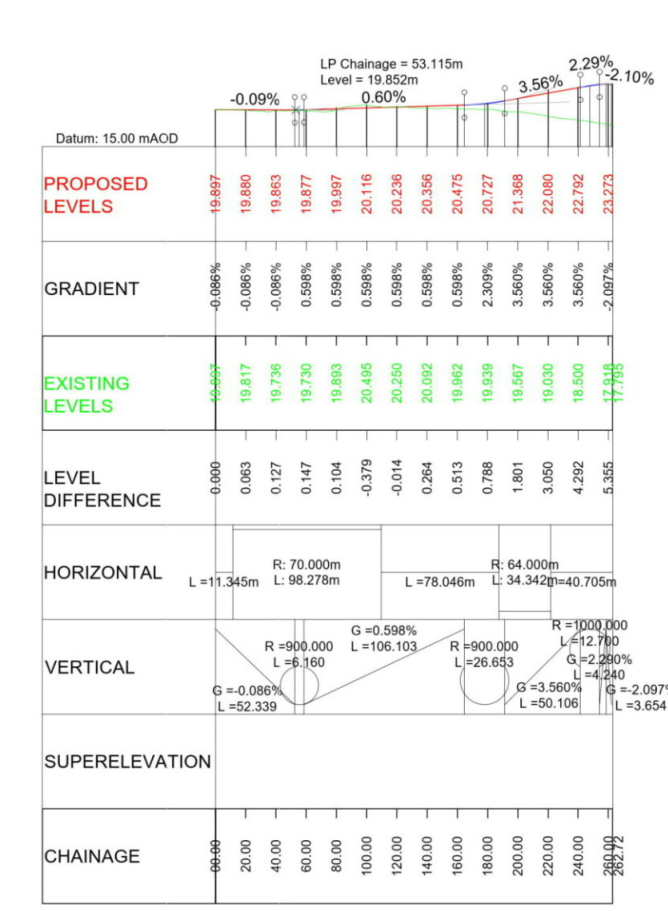 2.29%
LP Chainage = 53.115m
-2.10%
Level = 19.852m
3.56%
-0.09%
0.60%
Datum: 15.00 mAOD
PROPOSED
LEVELS
19.897 19.880 19.863 19.877 19.997 20.116 20.236 20.356 20.475 20.727 21.368 22.080 22.792 23.273
GRADIENT
-0.086% -0.086% -0.086% 0.598% 0.598% 0.598% 0.598% 0.598% 0.598% 2.309% 3.560% 3.560% 3.560% -2.097%
EXISTING
LEVELS
19.897 19.817 19.736 19.730 19.893 20.495 20.250 20.092 19.962 19.939 19.567 19.030 18.500 17.918 17.795
LEVEL
DIFFERENCE
0.000 0.063 0.127 0.147 0.104 -0.379 -0.014 0.264 0.513 0.788 1.801 3.050 4.292 5.355
HORIZONTAL
L =11.345m
R: 70.000m
L: 98.278m
L =78.046m
R: 64.000m
L: 34.342m
L =40.705m
VERTICAL
G =-0.086%
L =52.339
R =900.000
L =6.160
G =0.598%
L =106.103
R =900.000
L =26.653
G =3.560%
L =50.106
R =1000.000
L =12.700
G =2.290%
L =4.240
G =-2.097%
L =3.654
SUPERELEVATION
CHAINAGE
00.00 20.00 40.00 60.00 80.00 100.00 120.00 140.00 160.00 180.00 200.00 220.00 240.00 260.00 262.72